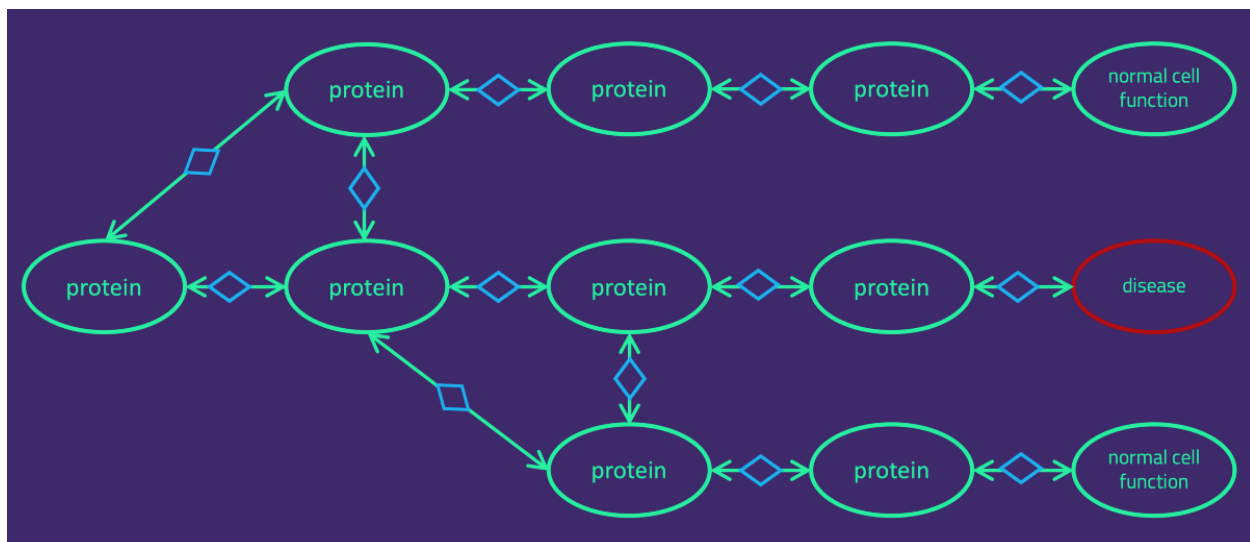 protein
protein
protein
normal cell
function
protein
protein
protein
protein
disease
protein
protein
normal cell
function